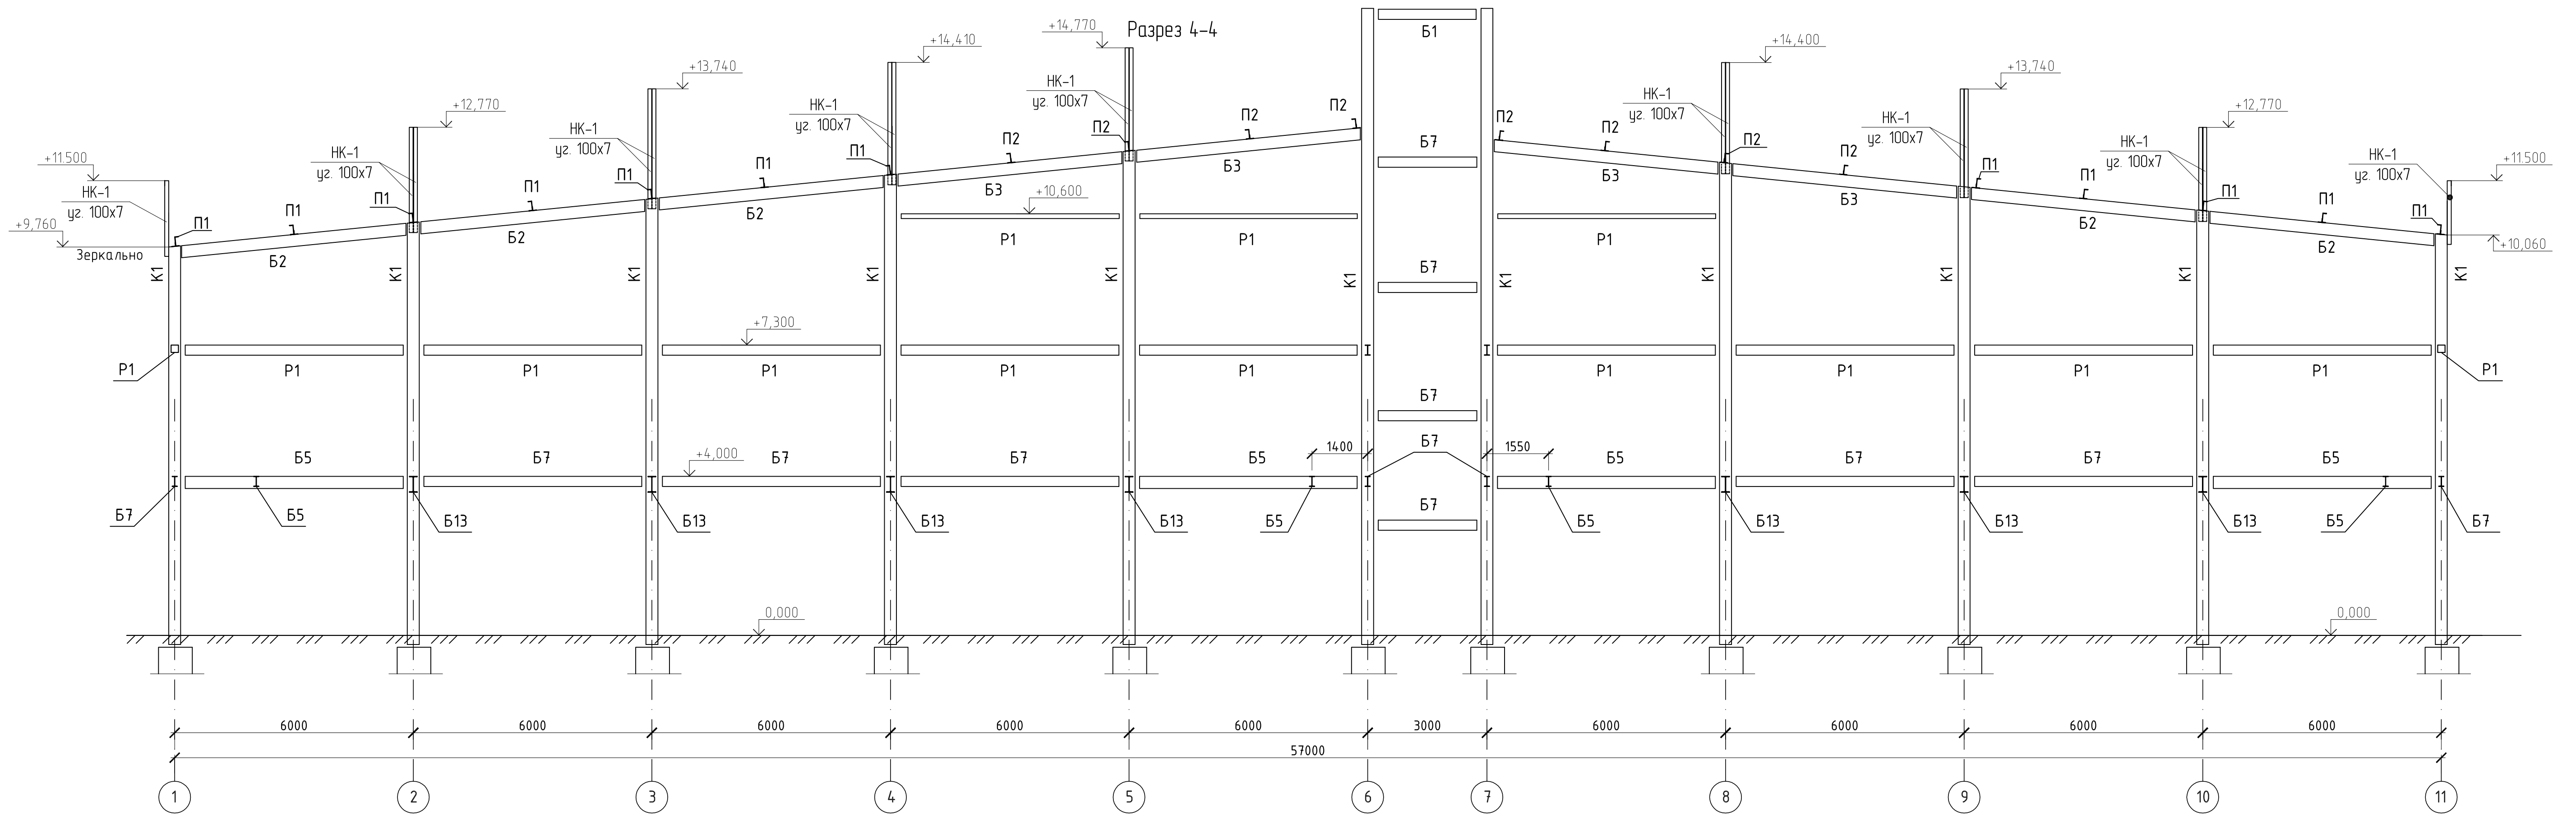 Разрез 4-4
Б1
+14,770
+14,410
+14,400
+13,740
+13,740
+12,770
+12,770
+11.500
+11.500
НК-1
уг. 100х7
НК-1
уг. 100х7
НК-1
уг. 100х7
НК-1
уг. 100х7
НК-1
уг. 100х7
НК-1
уг. 100х7
НК-1
уг. 100х7
НК-1
уг. 100х7
НК-1
уг. 100х7
+9,760
Зеркально
+10,060
П1 П1 П1 П1 П1 П1 П1 П2 П2 П2 П2 П2 П2 П2 П2 П1 П1 П1 П1 П1
Б2 Б2 Б2 Б3 Б3 Б7 Б3 Б3 Б2 Б2
+10,600
Р1 Р1 Р1
К1 К1 К1 К1 К1 К1 Б7 К1 К1 К1 К1 К1
+7,300
Р1 Р1 Р1 Р1 Р1 Р1 Р1 Р1 Р1 Р1 Р1
Б7
1400 Б7 1550
+4,000
Б5 Б7 Б7 Б7 Б5 Б5 Б7 Б7 Б5
Б7 Б5 Б13 Б13 Б13 Б13 Б5 Б7 Б5 Б13 Б13 Б13 Б5 Б7
0,000 0,000
6000 6000 6000 6000 6000 3000 6000 6000 6000 6000
57000
1 2 3 4 5 6 7 8 9 10 11